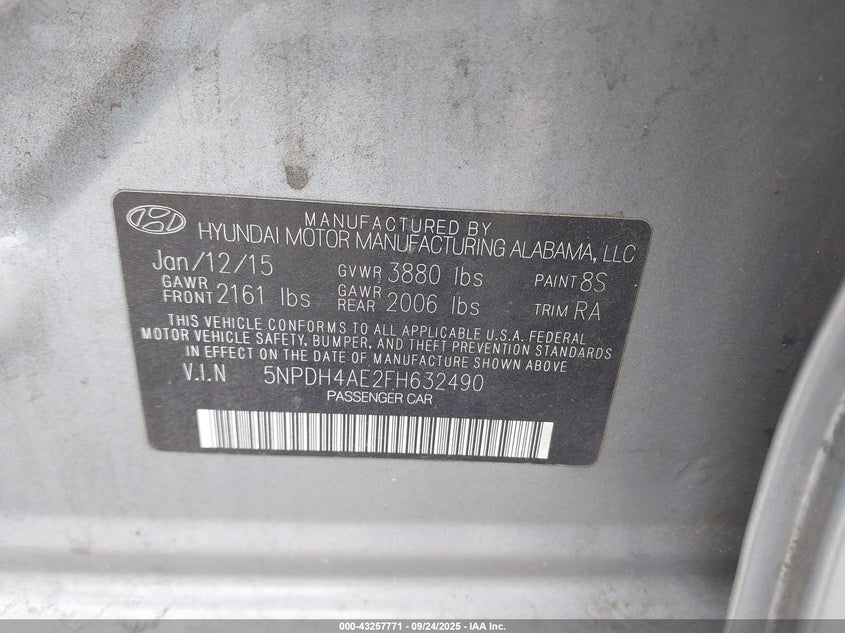 MANUFACTURED BY
HYUNDAI MOTOR MANUFACTURING ALABAMA, LLC
Jan/12/15 GVWR 3880 lbs PAINT 8S
GAWR FRONT 2161 lbs GAWR REAR 2006 lbs TRIM RA
THIS VEHICLE CONFORMS TO ALL APPLICABLE U.S.A. FEDERAL
MOTOR VEHICLE SAFETY, BUMPER, AND THEFT PREVENTION STANDARDS
IN EFFECT ON THE DATE OF MANUFACTURE SHOWN ABOVE
V.I.N 5NPDH4AE2FH632490
PASSENGER CAR
000-43257771 - 09/24/2025 - IAA Inc.